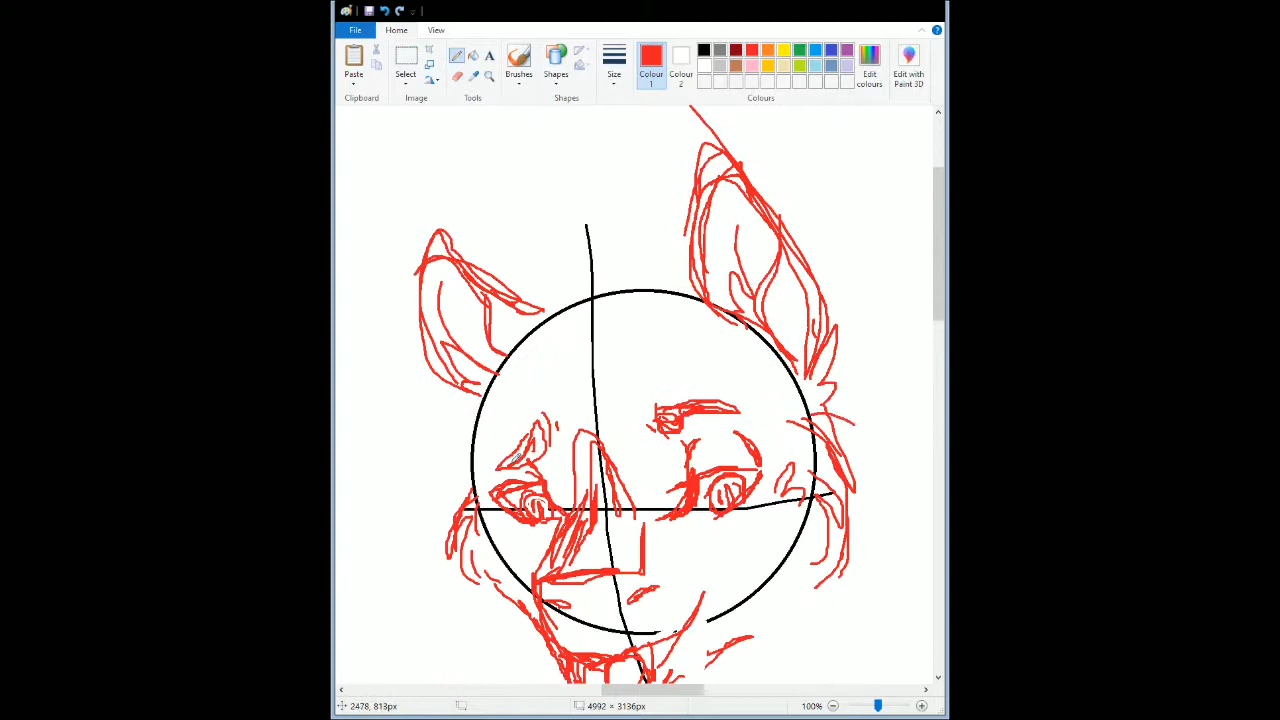 File Home View
Paste Select Brushes Shapes Size Colour 1 Colour 2 Edit colours Edit with Paint 3D
Clipboard Image Tools Shapes Colours
2478, 813px 4992 × 3136px 100%